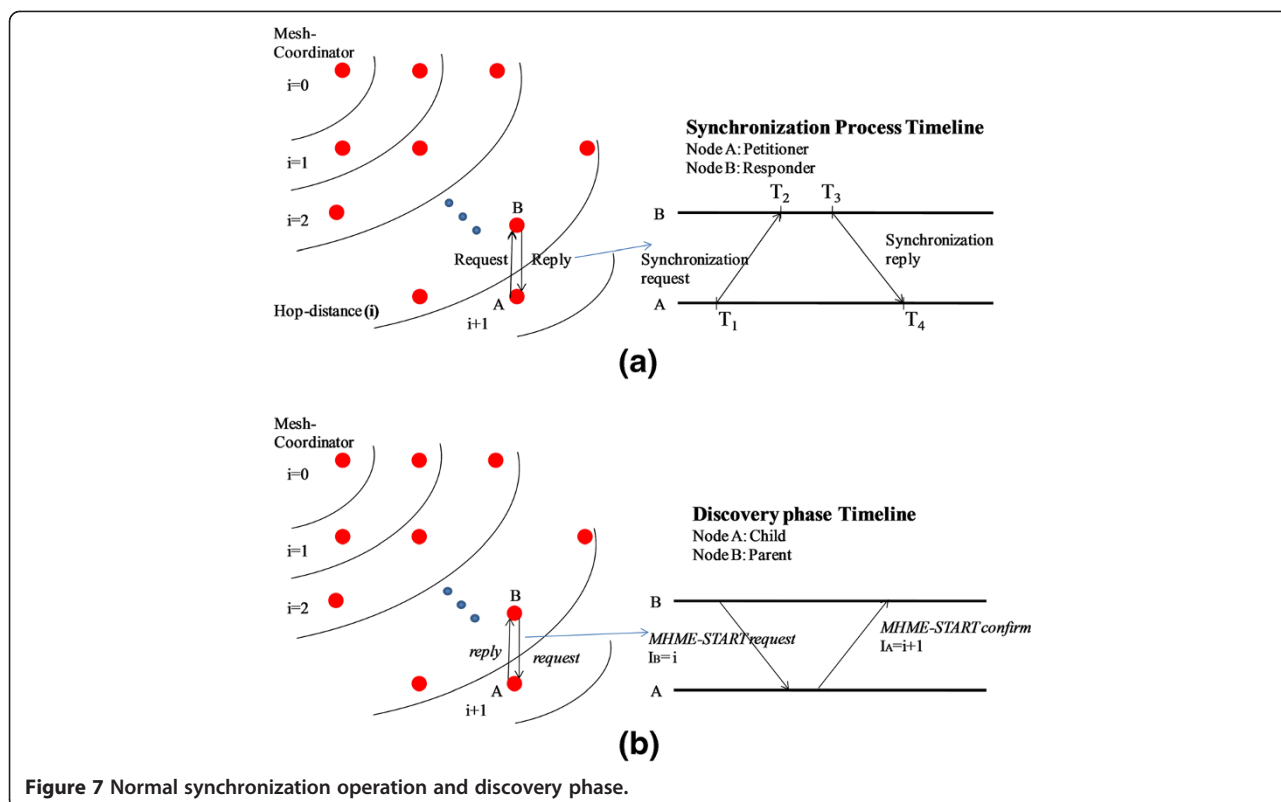 Mesh-
Coordinator
i=0
i=1
i=2
Hop-distance (i)
B
Request
Reply
A
i+1
Synchronization Process Timeline
Node A: Petitioner
Node B: Responder
T2
T3
B
Synchronization
request
Synchronization
reply
A
T1
T4
(a)
Mesh-
Coordinator
i=0
i=1
i=2
B
reply
request
A
i+1
Discovery phase Timeline
Node A: Child
Node B: Parent
B
MHME-START request
IB= i
MHME-START confirm
IA=i+1
A
(b)
Figure 7 Normal synchronization operation and discovery phase.